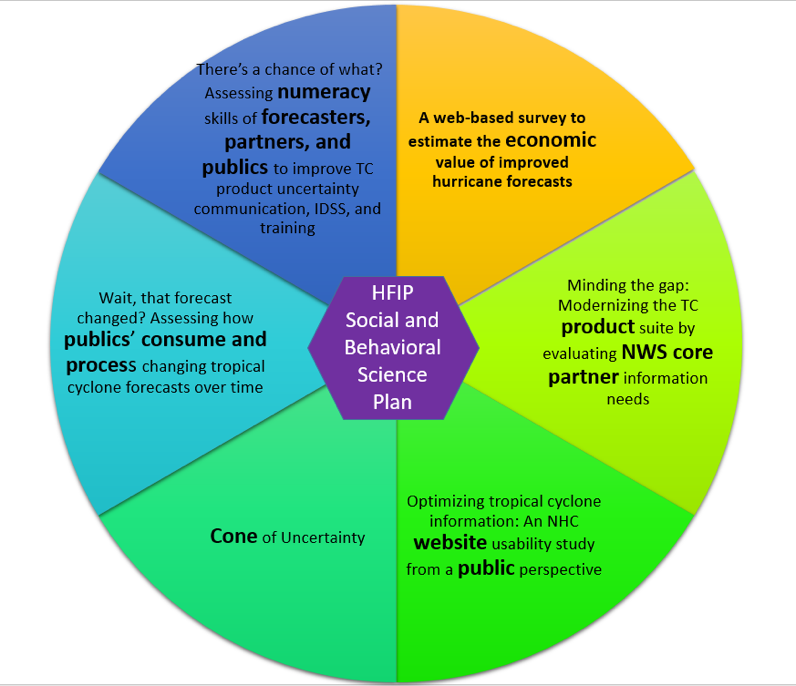 There's a chance of what?
Assessing numeracy
skills of forecasters,
partners, and
publics to improve TC
product uncertainty
communication, IDSS, and
training
A web-based survey to
estimate the economic
value of improved
hurricane forecasts
Wait, that forecast
changed? Assessing how
publics' consume and
process changing tropical
cyclone forecasts over time
HFIP
Social and
Behavioral
Science
Plan
Minding the gap:
Modernizing the TC
product suite by
evaluating NWS core
partner information
needs
Cone of Uncertainty
Optimizing tropical cyclone
information: An NHC
website usability study
from a public perspective